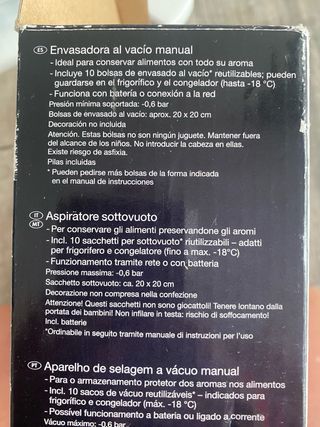 ES Envasadora al vacío manual
- Ideal para conservar alimentos con todo su aroma
- Incluye 10 bolsas de envasado al vacío* reutilizables; pueden
guardarse en el frigorífico y el congelador (hasta -18 °C)
- Funciona con batería o conexión a la red
Presión mínima soportada: -0,6 bar
Bolsas de envasado al vacío: aprox. 20 x 20 cm
Decoración no incluida
Atención. Estas bolsas no son ningún juguete. Mantener fuera
del alcance de los niños. No introducir la cabeza en ellas.
Existe riesgo de asfixia.
Pilas incluidas
* Pueden pedirse más bolsas de la forma indicada
en el manual de instrucciones
IT MT Aspiratore sottovuoto
- Per conservare gli alimenti preservandone gli aromi
- Incl. 10 sacchetti per sottovuoto* riutilizzabili – adatti
per frigorifero e congelatore (fino a max. -18°C)
- Funzionamento tramite rete o con batteria
Pressione massima: -0,6 bar
Sacchetto sottovuoto: ca. 20 x 20 cm
Decorazione non compresa nella confezione
Attenzione! Questi sacchetti non sono giocattoli! Tenere lontano dalla
portata dei bambini! Non infilare in testa: rischio di soffocamento!
Incl. batterie
*Ordinabile in seguito tramite manuale di istruzioni per l'uso
PT Aparelho de selagem a vácuo manual
- Para o armazenamento protetor dos aromas nos alimentos
- Incl. 10 sacos de vácuo reutilizáveis* – indicados para
frigorífico e congelador (máx. -18 °C)
- Possível funcionamento a bateria ou ligado à corrente
Vácuo máximo: -0,6 bar